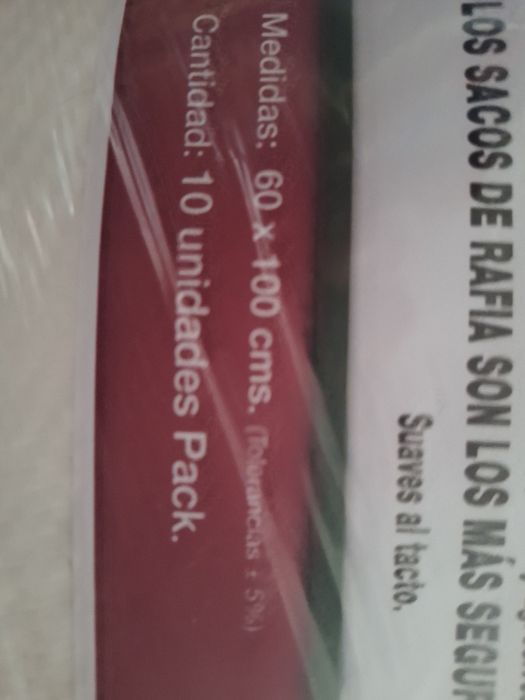 LOS SACOS DE RAFIA SON LOS MÁS
Suaves al tacto.
Medidas: 60 x 100 cms. (Tolerancias ± 5%)
Cantidad: 10 unidades Pack.